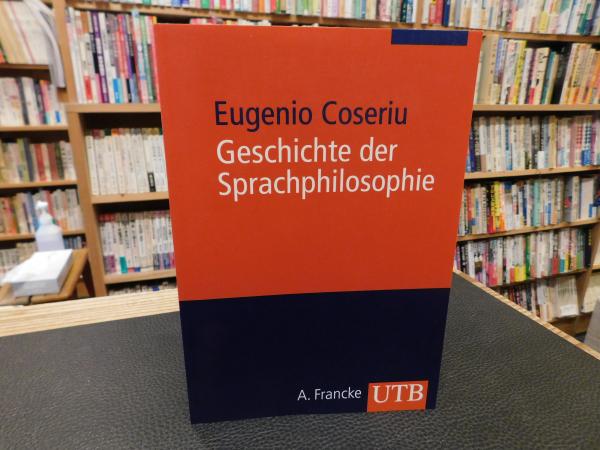 Eugenio Coseriu
Geschichte der
Sprachphilosophie
A. Francke UTB